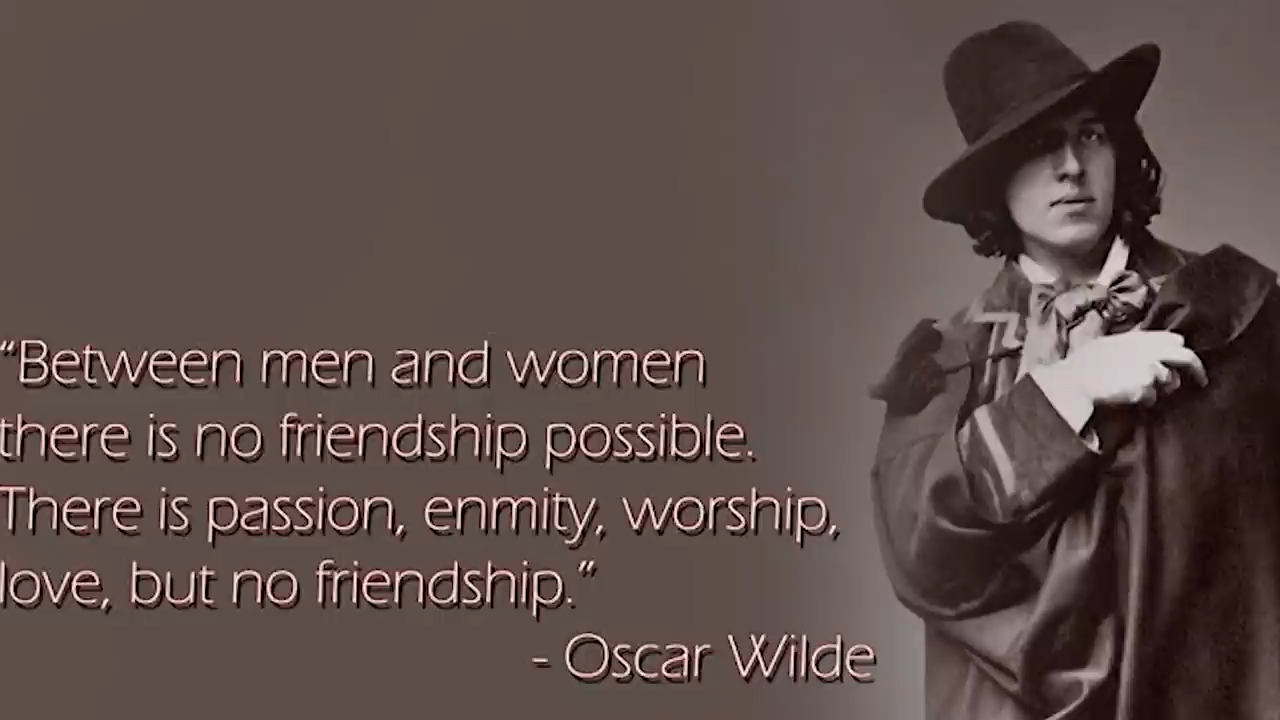 “Between men and women
there is no friendship possible.
There is passion, enmity, worship,
love, but no friendship.”
- Oscar Wilde